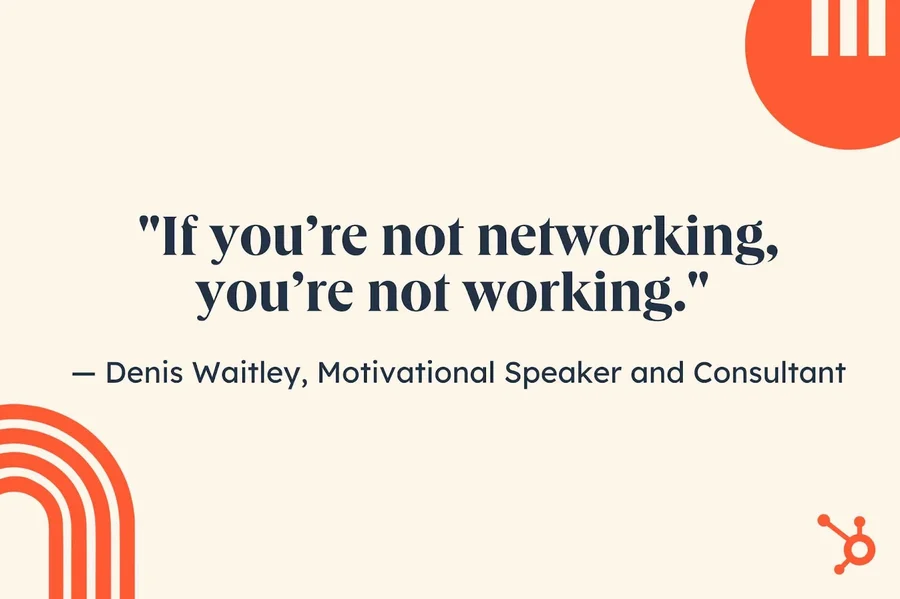 "If you’re not networking,
you’re not working."
— Denis Waitley, Motivational Speaker and Consultant